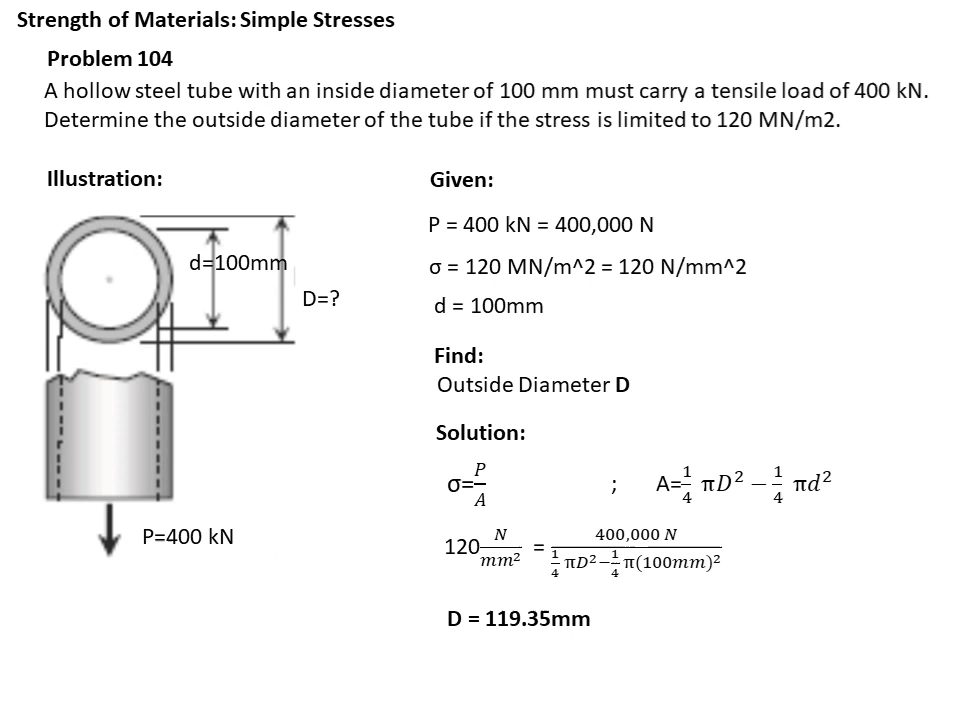 Strength of Materials: Simple Stresses
Problem 104
A hollow steel tube with an inside diameter of 100 mm must carry a tensile load of 400 kN.
Determine the outside diameter of the tube if the stress is limited to 120 MN/m2.
Illustration:
d=100mm
D=?
P=400 kN
Given:
P = 400 kN = 400,000 N
σ = 120 MN/m^2 = 120 N/mm^2
d = 100mm
Find:
Outside Diameter D
Solution:
σ=P/A ; A=1/4 πD² − 1/4 πd²
120 N/mm² = 400,000 N / (1/4 πD² − 1/4 π(100mm)²)
D = 119.35mm